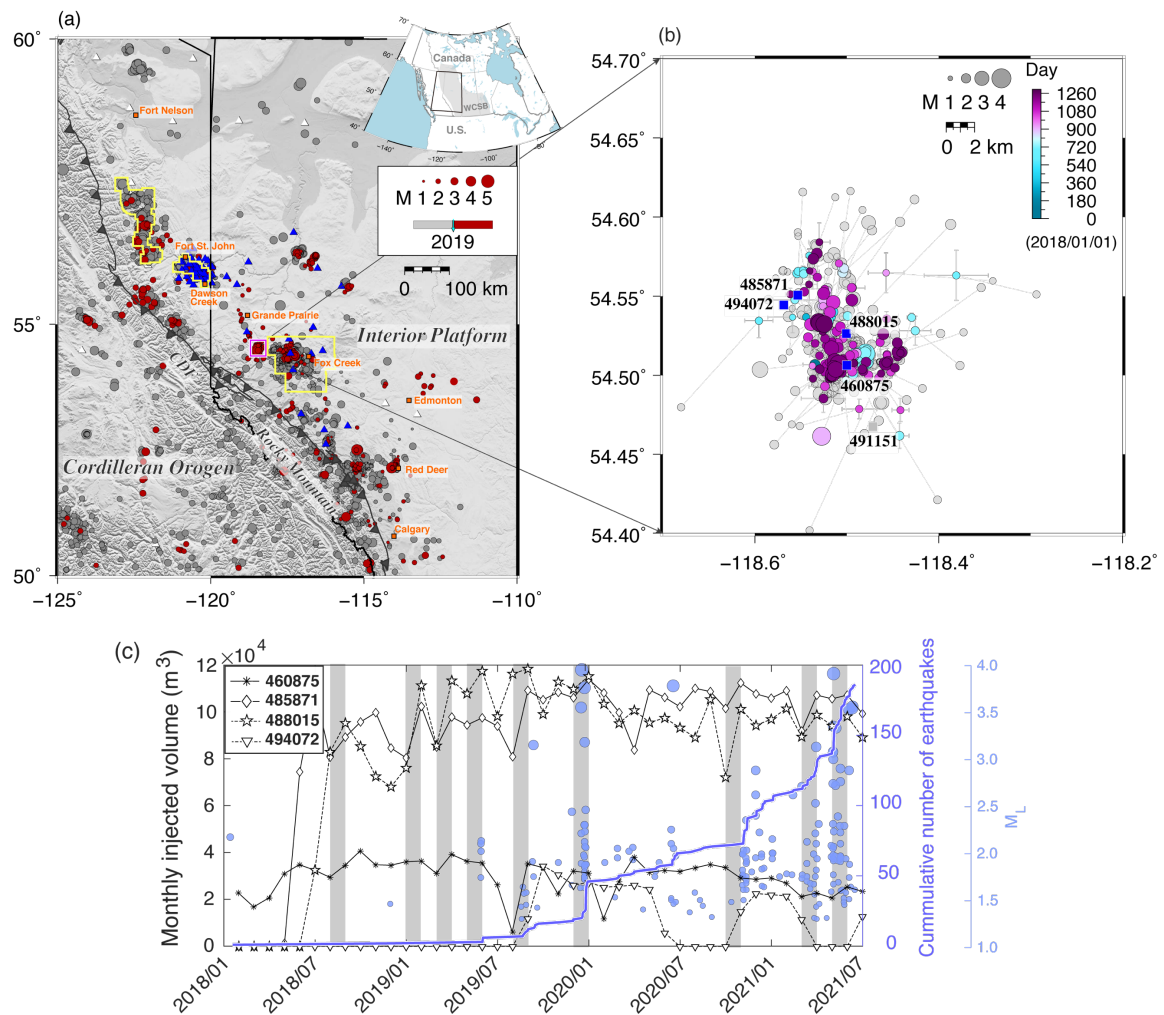 (a)
60˚
55˚
50˚
−125˚
−120˚
−115˚
−110˚
Fort Nelson
Fort St. John
Dawson
Creek
Grande Prairie
Fox Creek
Edmonton
Red Deer
Calgary
Interior Platform
Cordilleran Orogen
Rocky Mountain
CDF
70˚
60˚
50˚
40˚
−140˚
−120˚
−100˚
Canada
WCSB
U.S.
M 1 2 3 4 5
2019
0 100 km
(b)
54.70˚
54.65˚
54.60˚
54.55˚
54.50˚
54.45˚
54.40˚
−118.6˚
−118.4˚
−118.2˚
M 1 2 3 4
0 2 km
Day
1260
1080
900
720
540
360
180
0
(2018/01/01)
485871
494072
488015
460875
491151
(c)
×10⁴
Monthly injected volume (m³)
12
10
8
6
4
2
0
460875
485871
488015
494072
2018/01
2018/07
2019/01
2019/07
2020/01
2020/07
2021/01
2021/07
200
150
100
50
0
Cummulative number of earthquakes
4.0
3.5
3.0
2.5
2.0
1.5
1.0
M_L